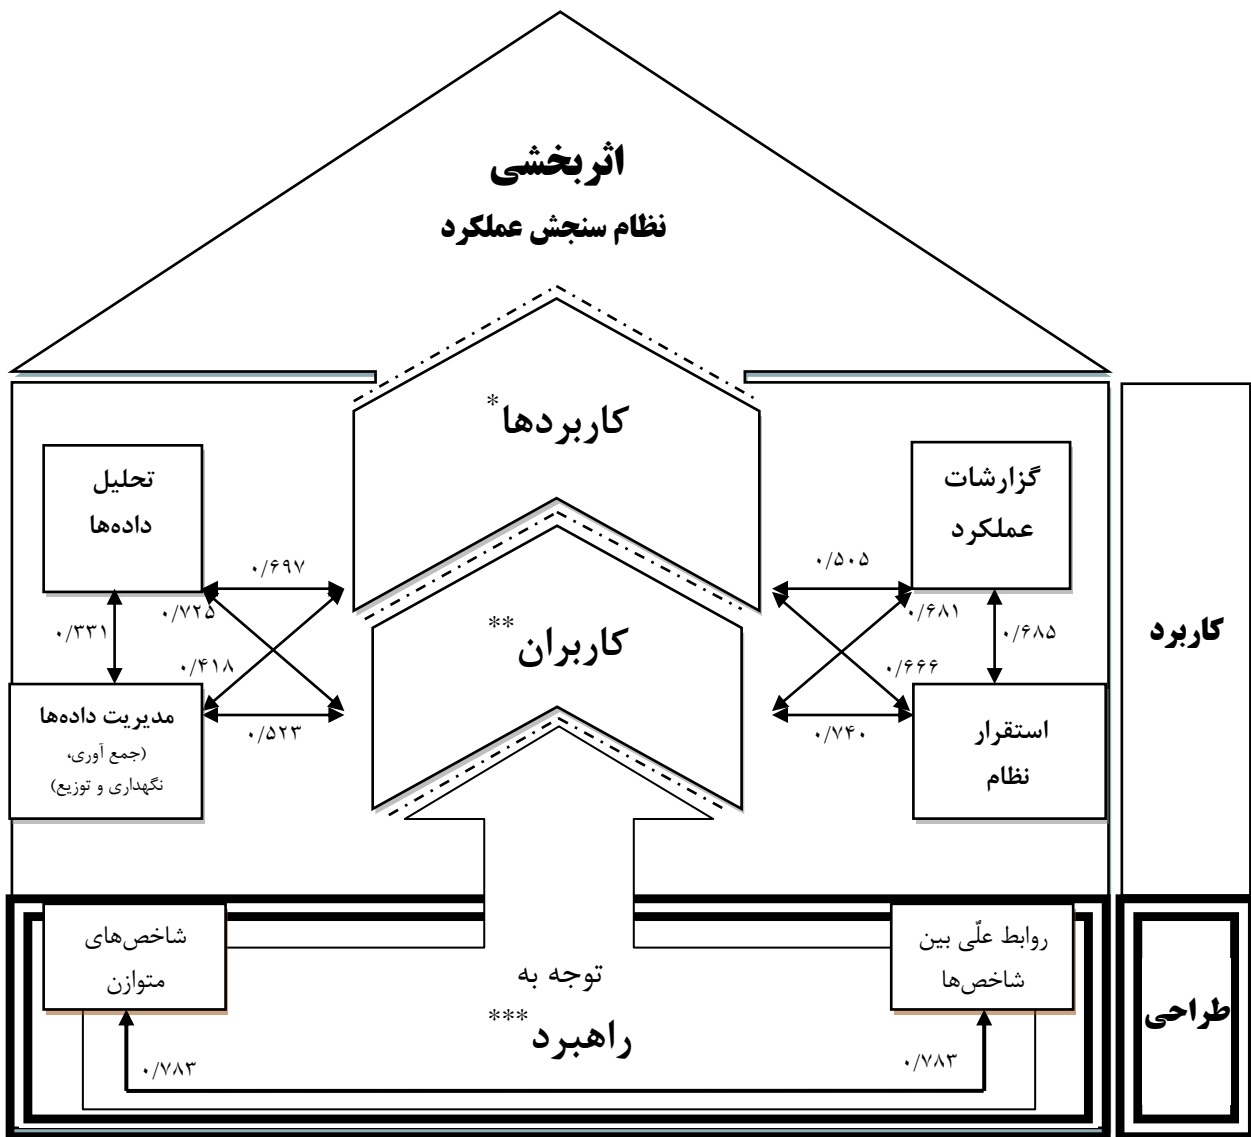 اثربخشی
نظام سنجش عملکرد
کاربردها*
گزارشات
عملکرد
تحلیل
داده‌ها
۰/۵۰۵
۰/۶۹۷
۰/۶۸۱
۰/۷۲۵
کاربران**
۰/۶۸۵
۰/۳۳۱
۰/۶۶۶
۰/۴۱۸
استقرار
نظام
۰/۷۴۰
۰/۵۲۳
مدیریت داده‌ها
(جمع آوری،
نگهداری و توزیع)
کاربرد
روابط علّی بین
شاخص‌ها
شاخص‌های
متوازن
توجه به
راهبرد***
۰/۷۸۳
۰/۷۸۳
طراحی